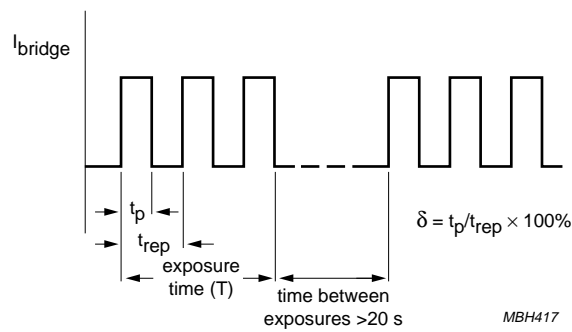 I_bridge
t_p
t_rep
δ = t_p/t_rep × 100%
exposure
time (T)
time between
exposures >20 s
MBH417